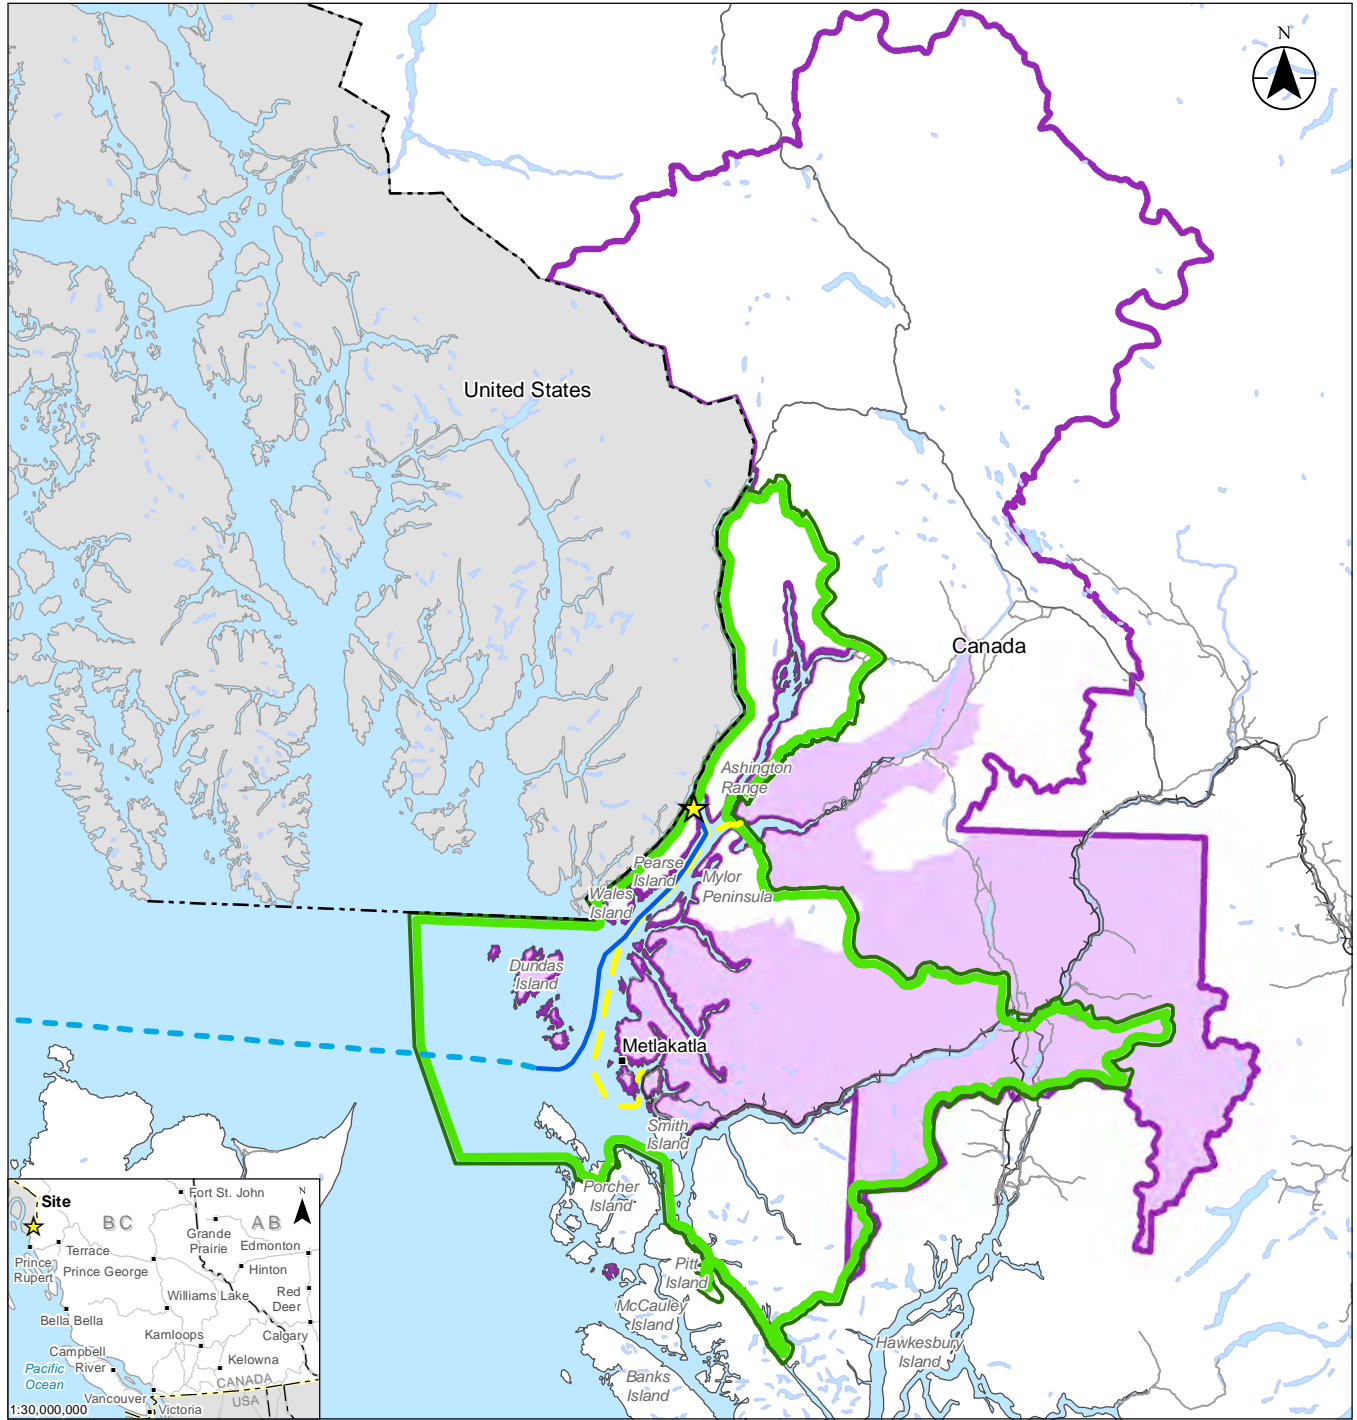 N
United States
Canada
Ashington
Range
Pearse
Island
Mylor
Peninsula
Wales
Island
Dundas
Island
Metlakatla
Smith
Island
Porcher
Island
Pitt
Island
McCauley
Island
Hawkesbury
Island
Banks
Island
N
Site
Fort St. John
BC
AB
Grande
Prairie
Edmonton
Terrace
Prince
Rupert
Prince George
Hinton
Williams Lake
Red
Deer
Bella Bella
Kamloops
Calgary
Campbell
River
Kelowna
Pacific
Ocean
CANADA
USA
Vancouver
Victoria
1:30,000,000